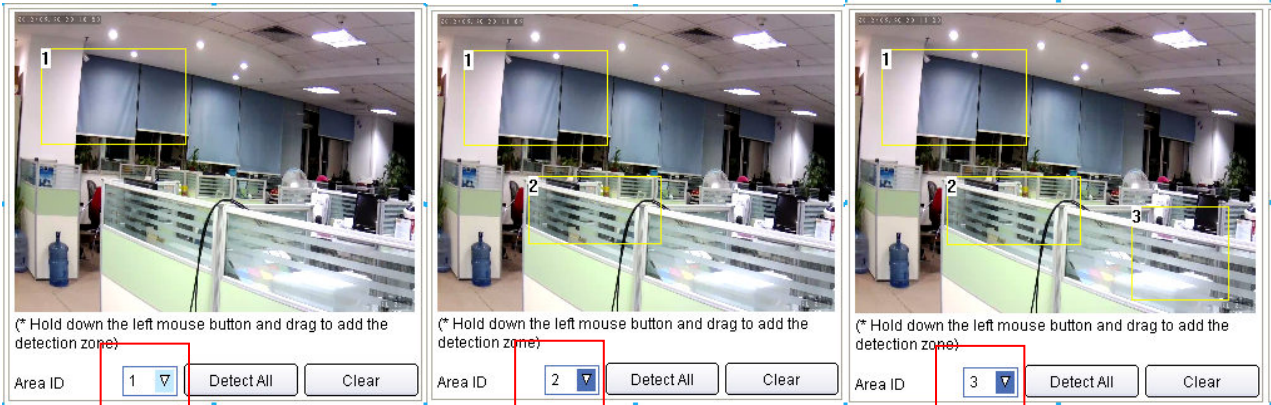 1
(* Hold down the left mouse button and drag to add the
detection zone)
Area ID 1 Detect All Clear
1
2
(* Hold down the left mouse button and drag to add the
detection zone)
Area ID 2 Detect All Clear
1
2
3
(* Hold down the left mouse button and drag to add the
detection zone)
Area ID 3 Detect All Clear